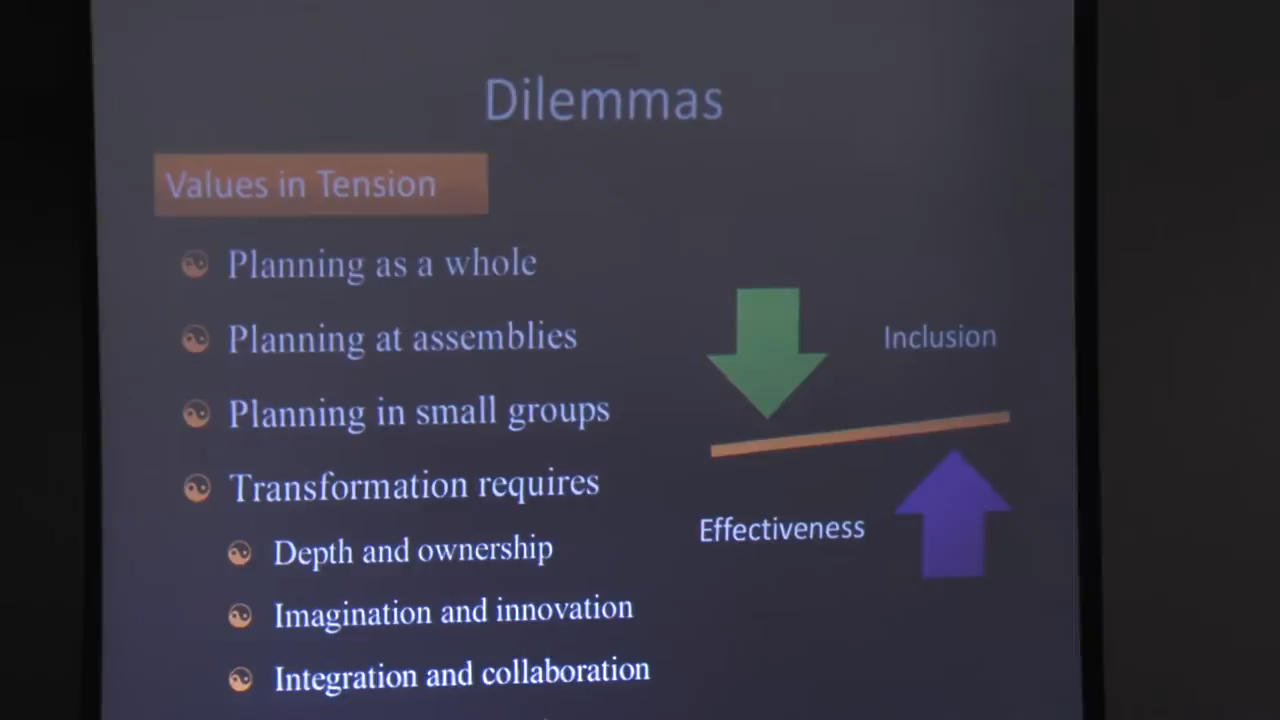 Dilemmas
Values in Tension
Planning as a whole
Planning at assemblies
Planning in small groups
Transformation requires
Depth and ownership
Imagination and innovation
Integration and collaboration
Inclusion
Effectiveness